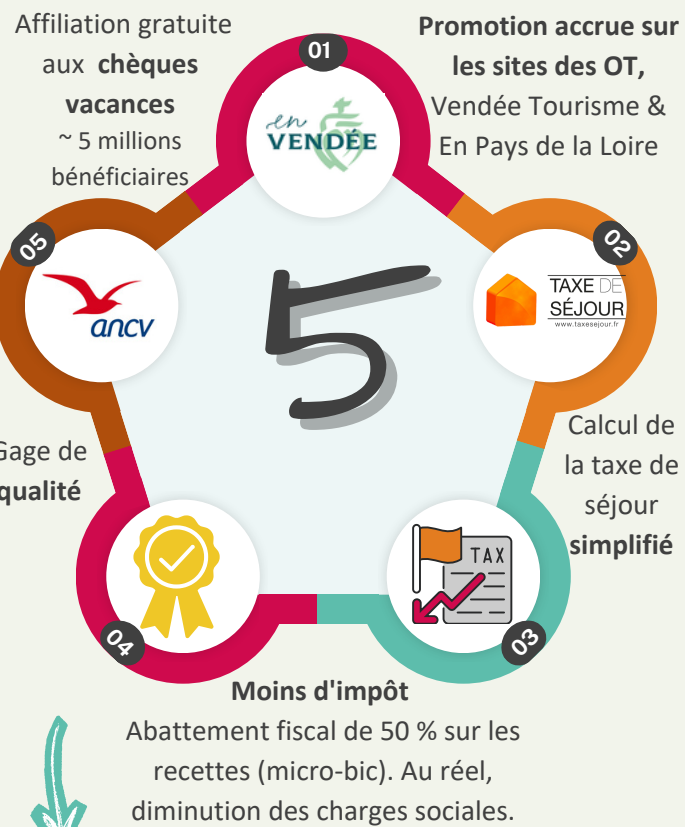 Affiliation gratuite
aux chèques
vacances
~ 5 millions
bénéficiaires
01
Promotion accrue sur
les sites des OT,
Vendée Tourisme &
En Pays de la Loire
en
VENDÉE
05
02
ancv
5
TAXE DE
SÉJOUR
www.taxesejour.fr
Gage de
qualité
Calcul de
la taxe de
séjour
simplifié
TAX
04
03
Moins d'impôt
Abattement fiscal de 50 % sur les
recettes (micro-bic). Au réel,
diminution des charges sociales.